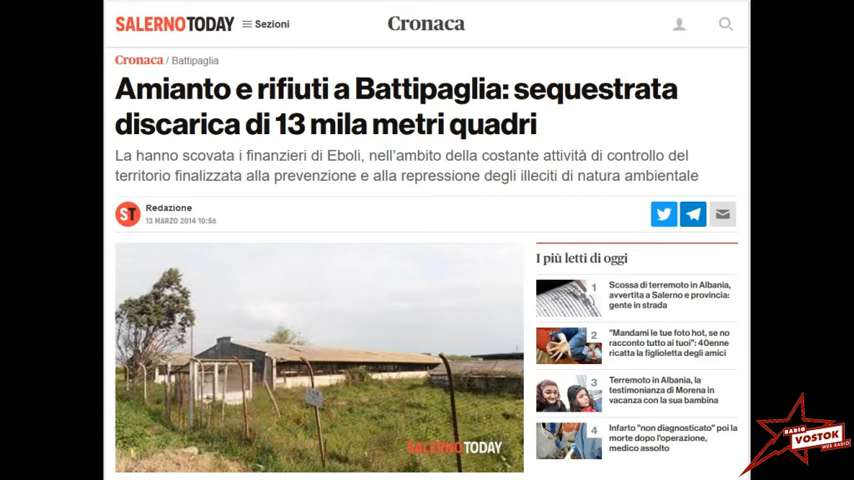 SALERNOTODAY
Sezioni
Cronaca
Cronaca / Battipaglia
Amianto e rifiuti a Battipaglia: sequestrata
discarica di 13 mila metri quadri
La hanno scovata i finanzieri di Eboli, nell'ambito della costante attività di controllo del
territorio finalizzata alla prevenzione e alla repressione degli illeciti di natura ambientale
ST
Redazione
13 MARZO 2014 10:56
SALERNOTODAY
I più letti di oggi
1
Scossa di terremoto in Albania,
avvertita a Salerno e provincia:
gente in strada
2
"Mandami le tue foto hot, se no
racconto tutto ai tuoi": 40enne
ricatta la figlioletta degli amici
3
Terremoto in Albania, la
testimonianza di Morena in
vacanza con la sua bambina
4
Infarto "non diagnosticato" poi la
morte dopo l'operazione,
medico assolto
RADIO
VOSTOK
WEB RADIO